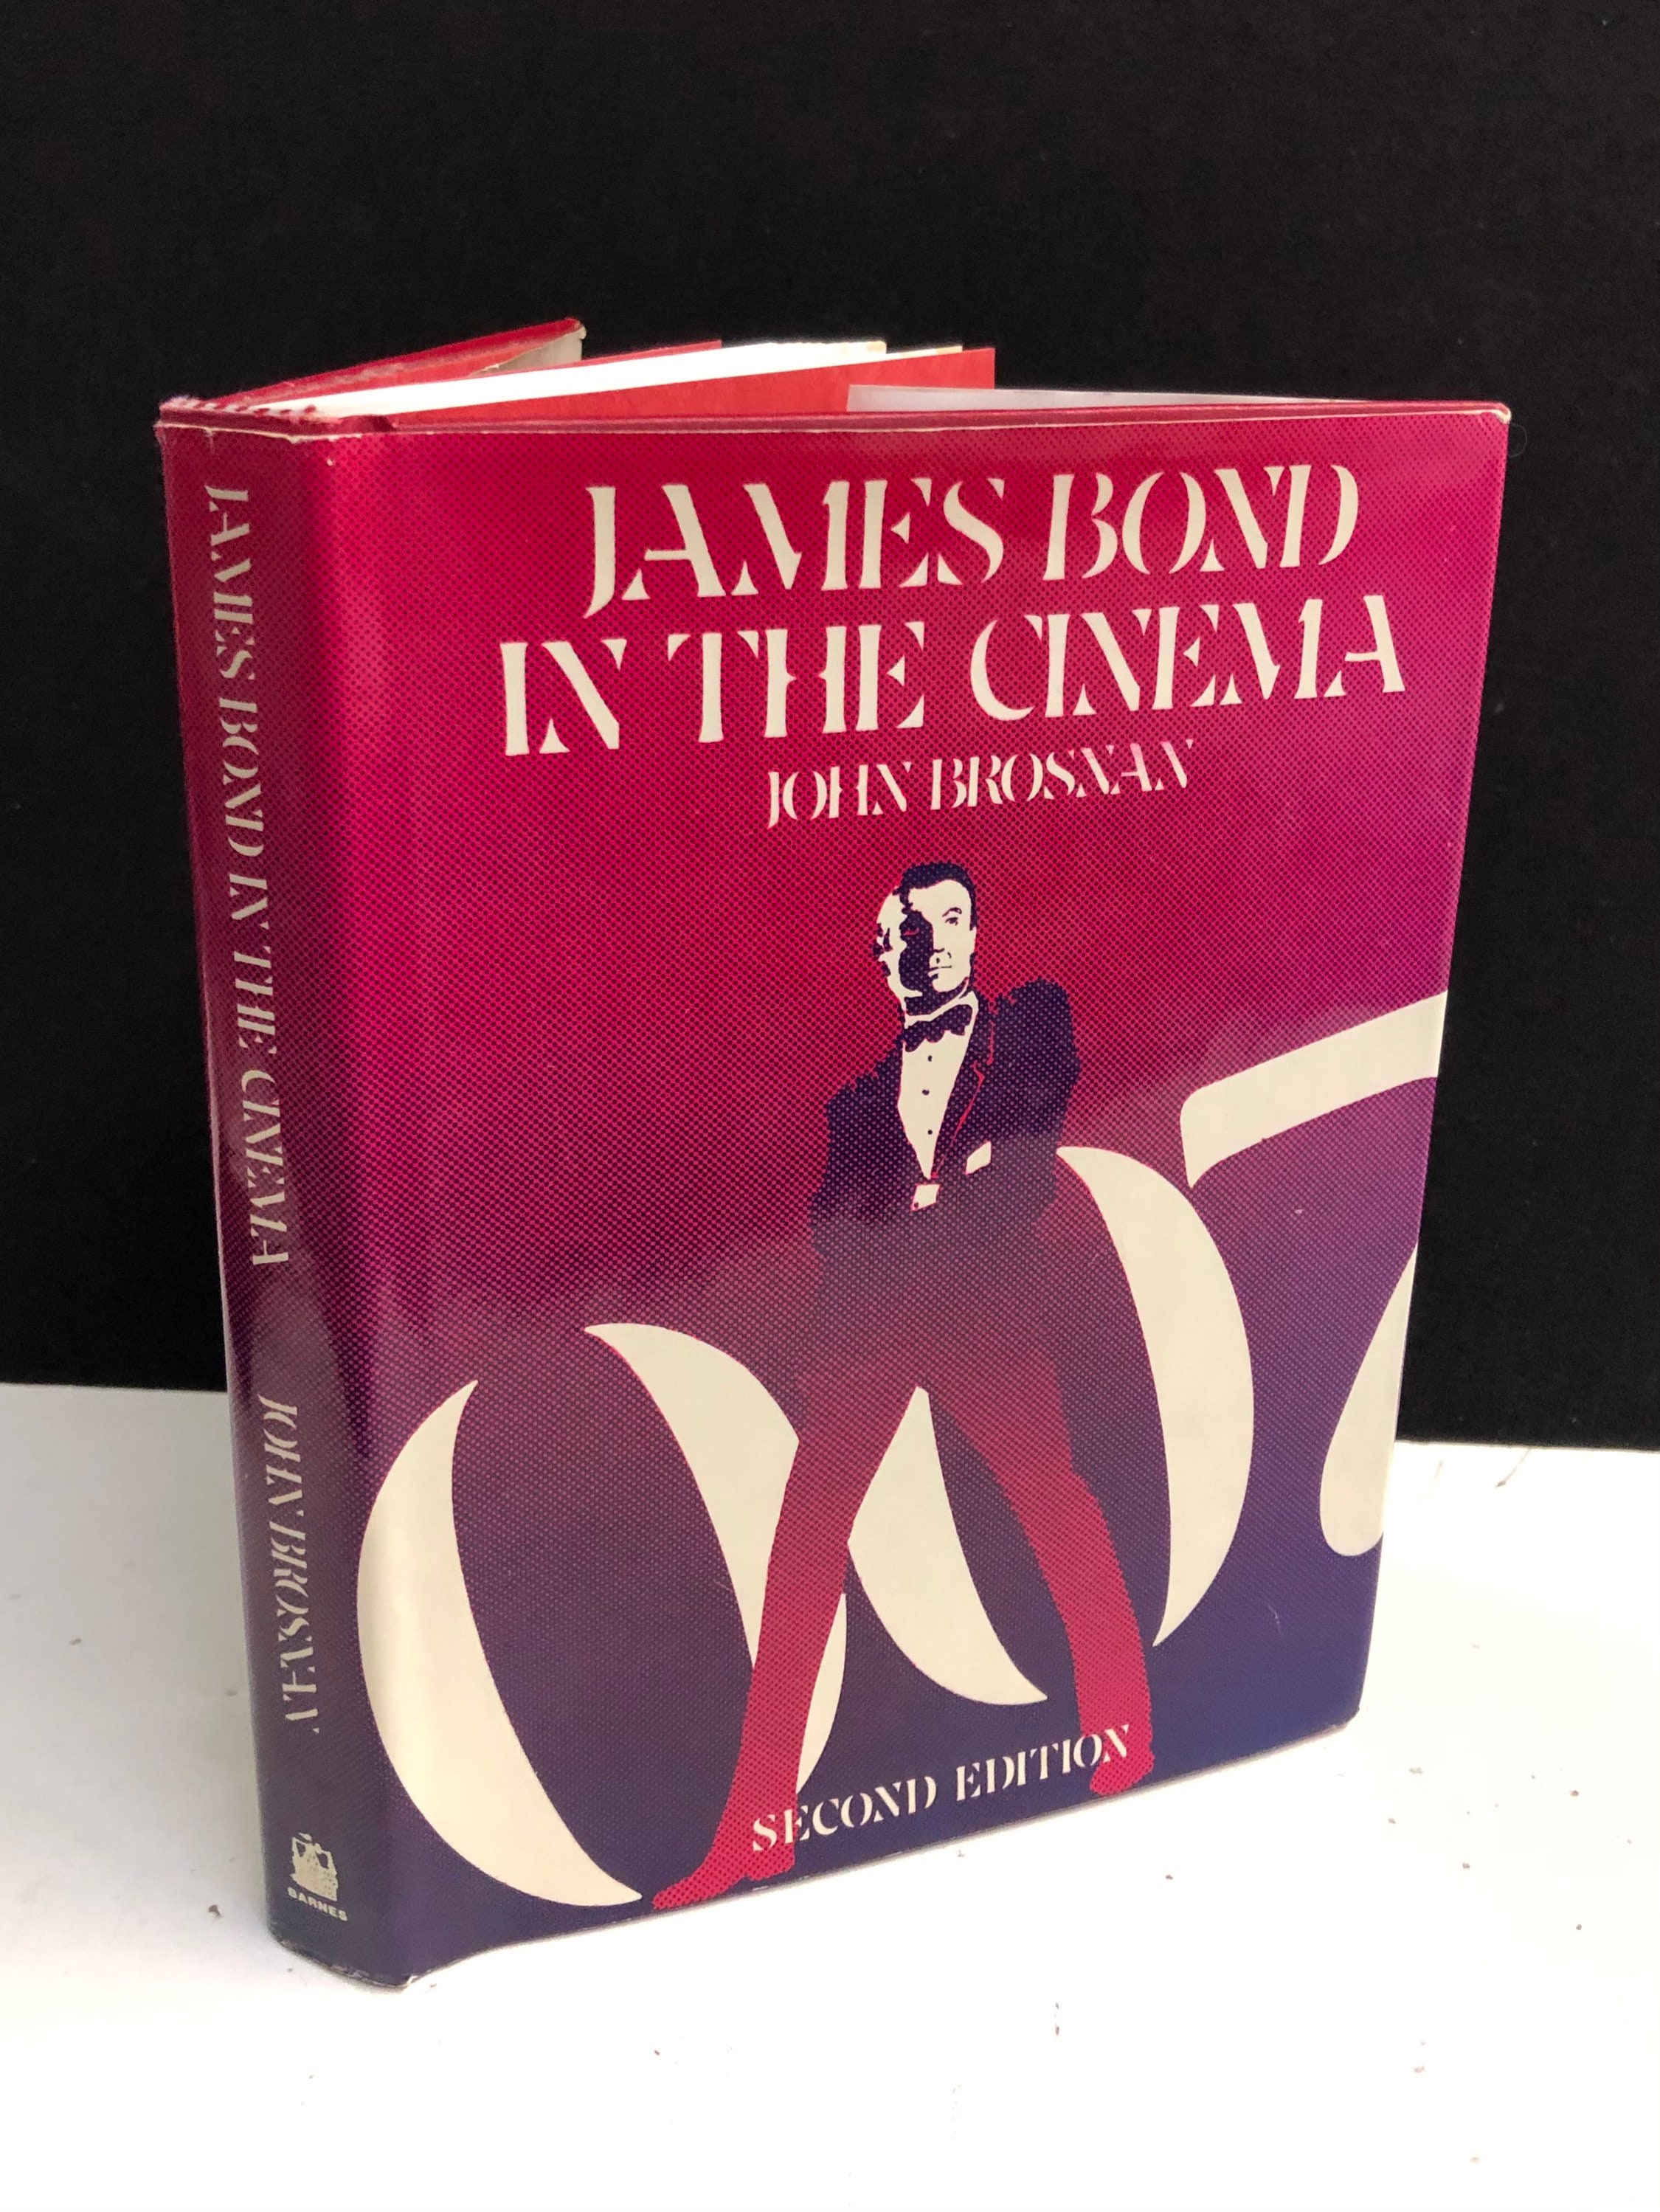 JAMES BOND
IN THE CINEMA
JOHN BROSNAN
007
SECOND EDITION
JAMES BOND IN THE CINEMA
JOHN BROSNAN
BARNES